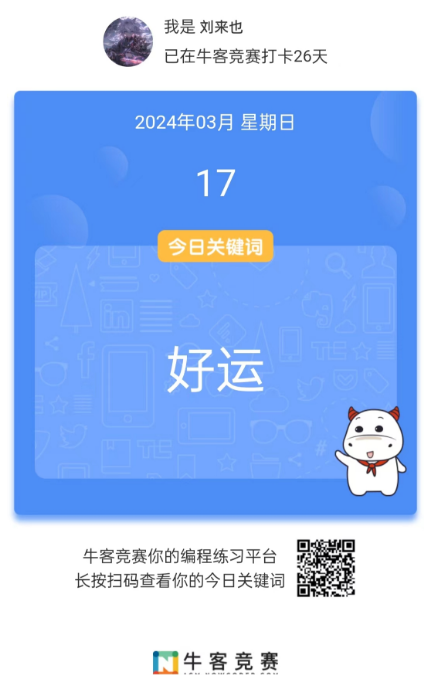 我是 刘来也
已在牛客竞赛打卡26天
2024年03月 星期日
17
今日关键词
好运
牛客竞赛你的编程练习平台
长按扫码查看你的今日关键词
牛客竞赛